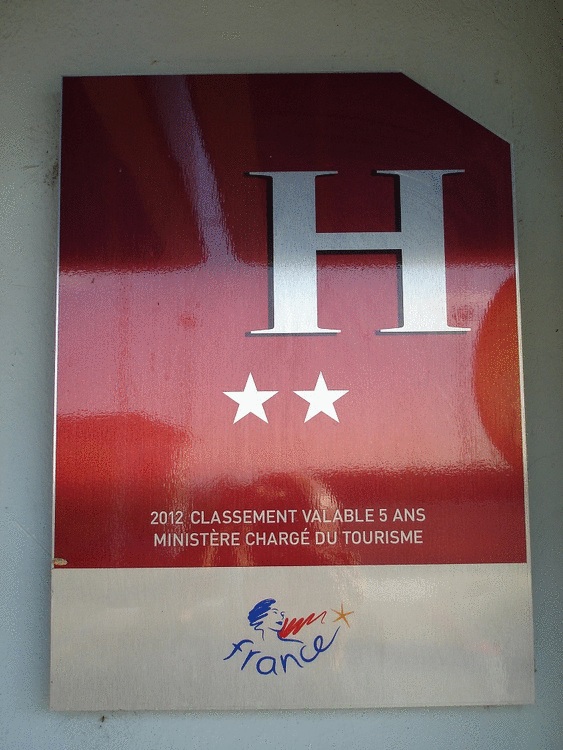 H
2012 CLASSEMENT VALABLE 5 ANS
MINISTÈRE CHARGÉ DU TOURISME
france